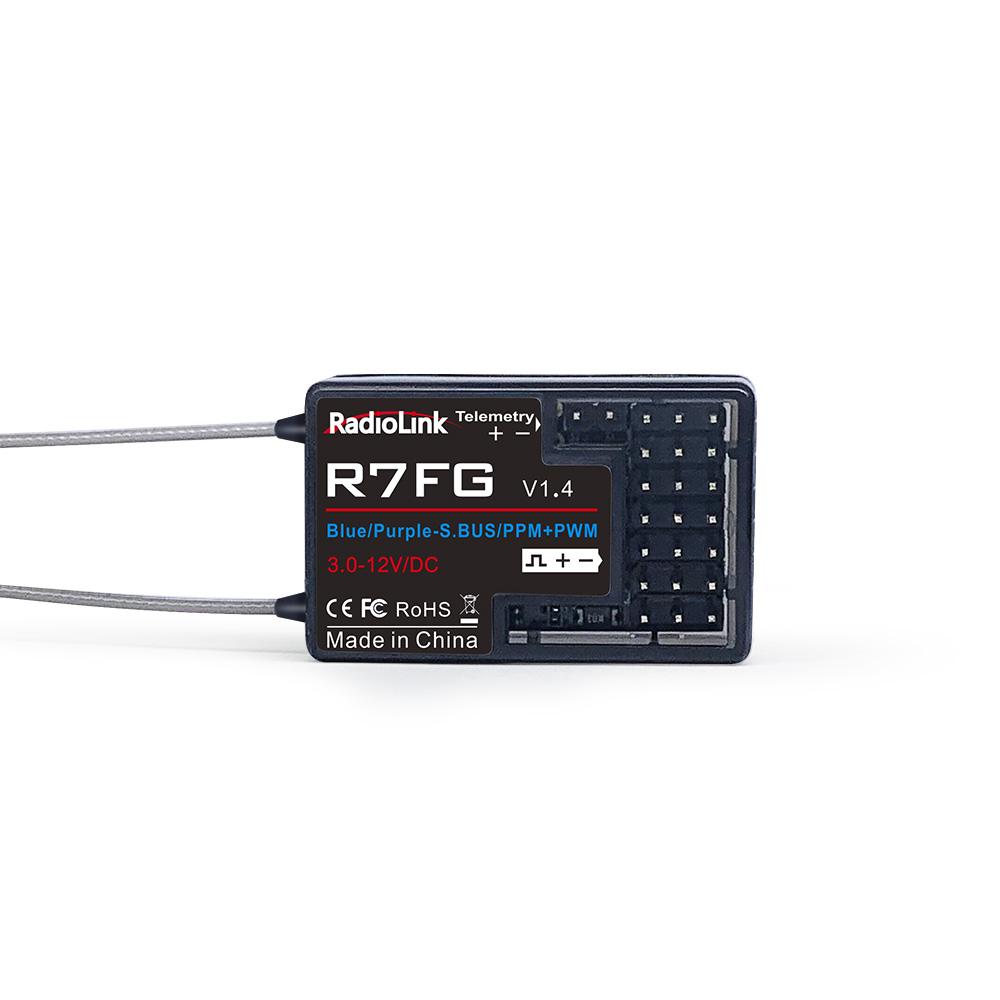 RadioLink Telemetry
+ −
R7FG V1.4
Blue/Purple-S.BUS/PPM+PWM
3.0-12V/DC
+ −
CE FC RoHS
Made in China